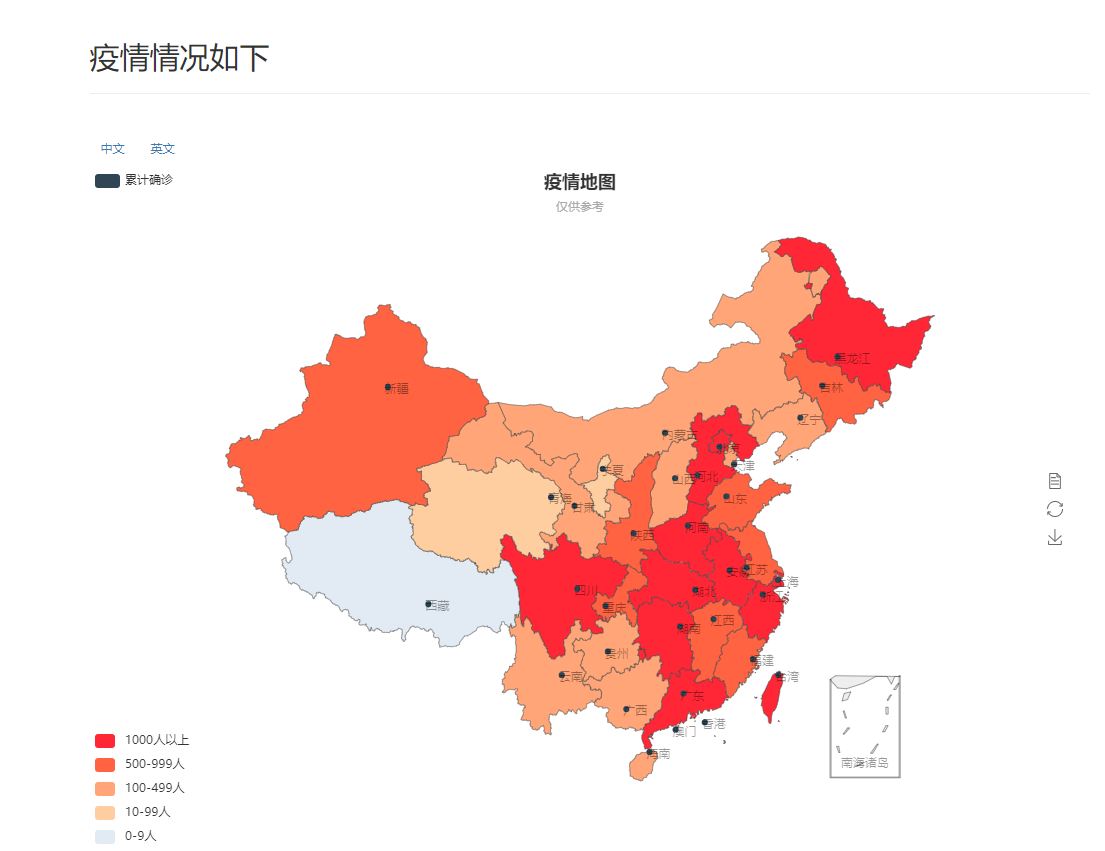 疫情情况如下
中文 英文
累计确诊
疫情地图
仅供参考
黑龙江
新疆
吉林
辽宁
内蒙古
北京
天津
宁夏
山西
河北
青海
甘肃
山东
河南
陕西
安徽
江苏
上海
四川
湖北
浙江
西藏
重庆
江西
湖南
贵州
福建
云南
台湾
广东
广西
香港
澳门
海南
南海诸岛
1000人以上
500-999人
100-499人
10-99人
0-9人